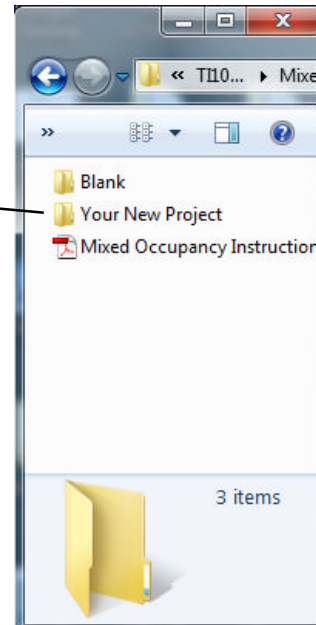 « TI10... ▸ Mixe
»
Blank
Your New Project
Mixed Occupancy Instruction
3 items